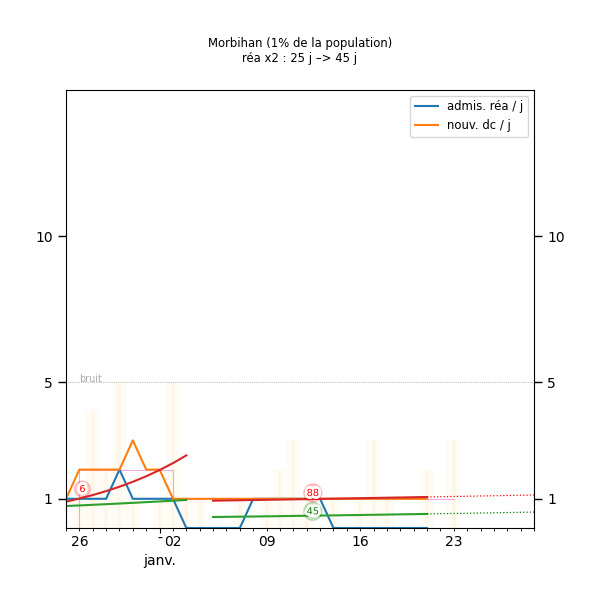 Morbihan (1% de la population)
réa x2 : 25 j –> 45 j
admis. réa / j
nouv. dc / j
10
10
bruit
5
5
6
88
45
1
1
26
02
09
16
23
janv.